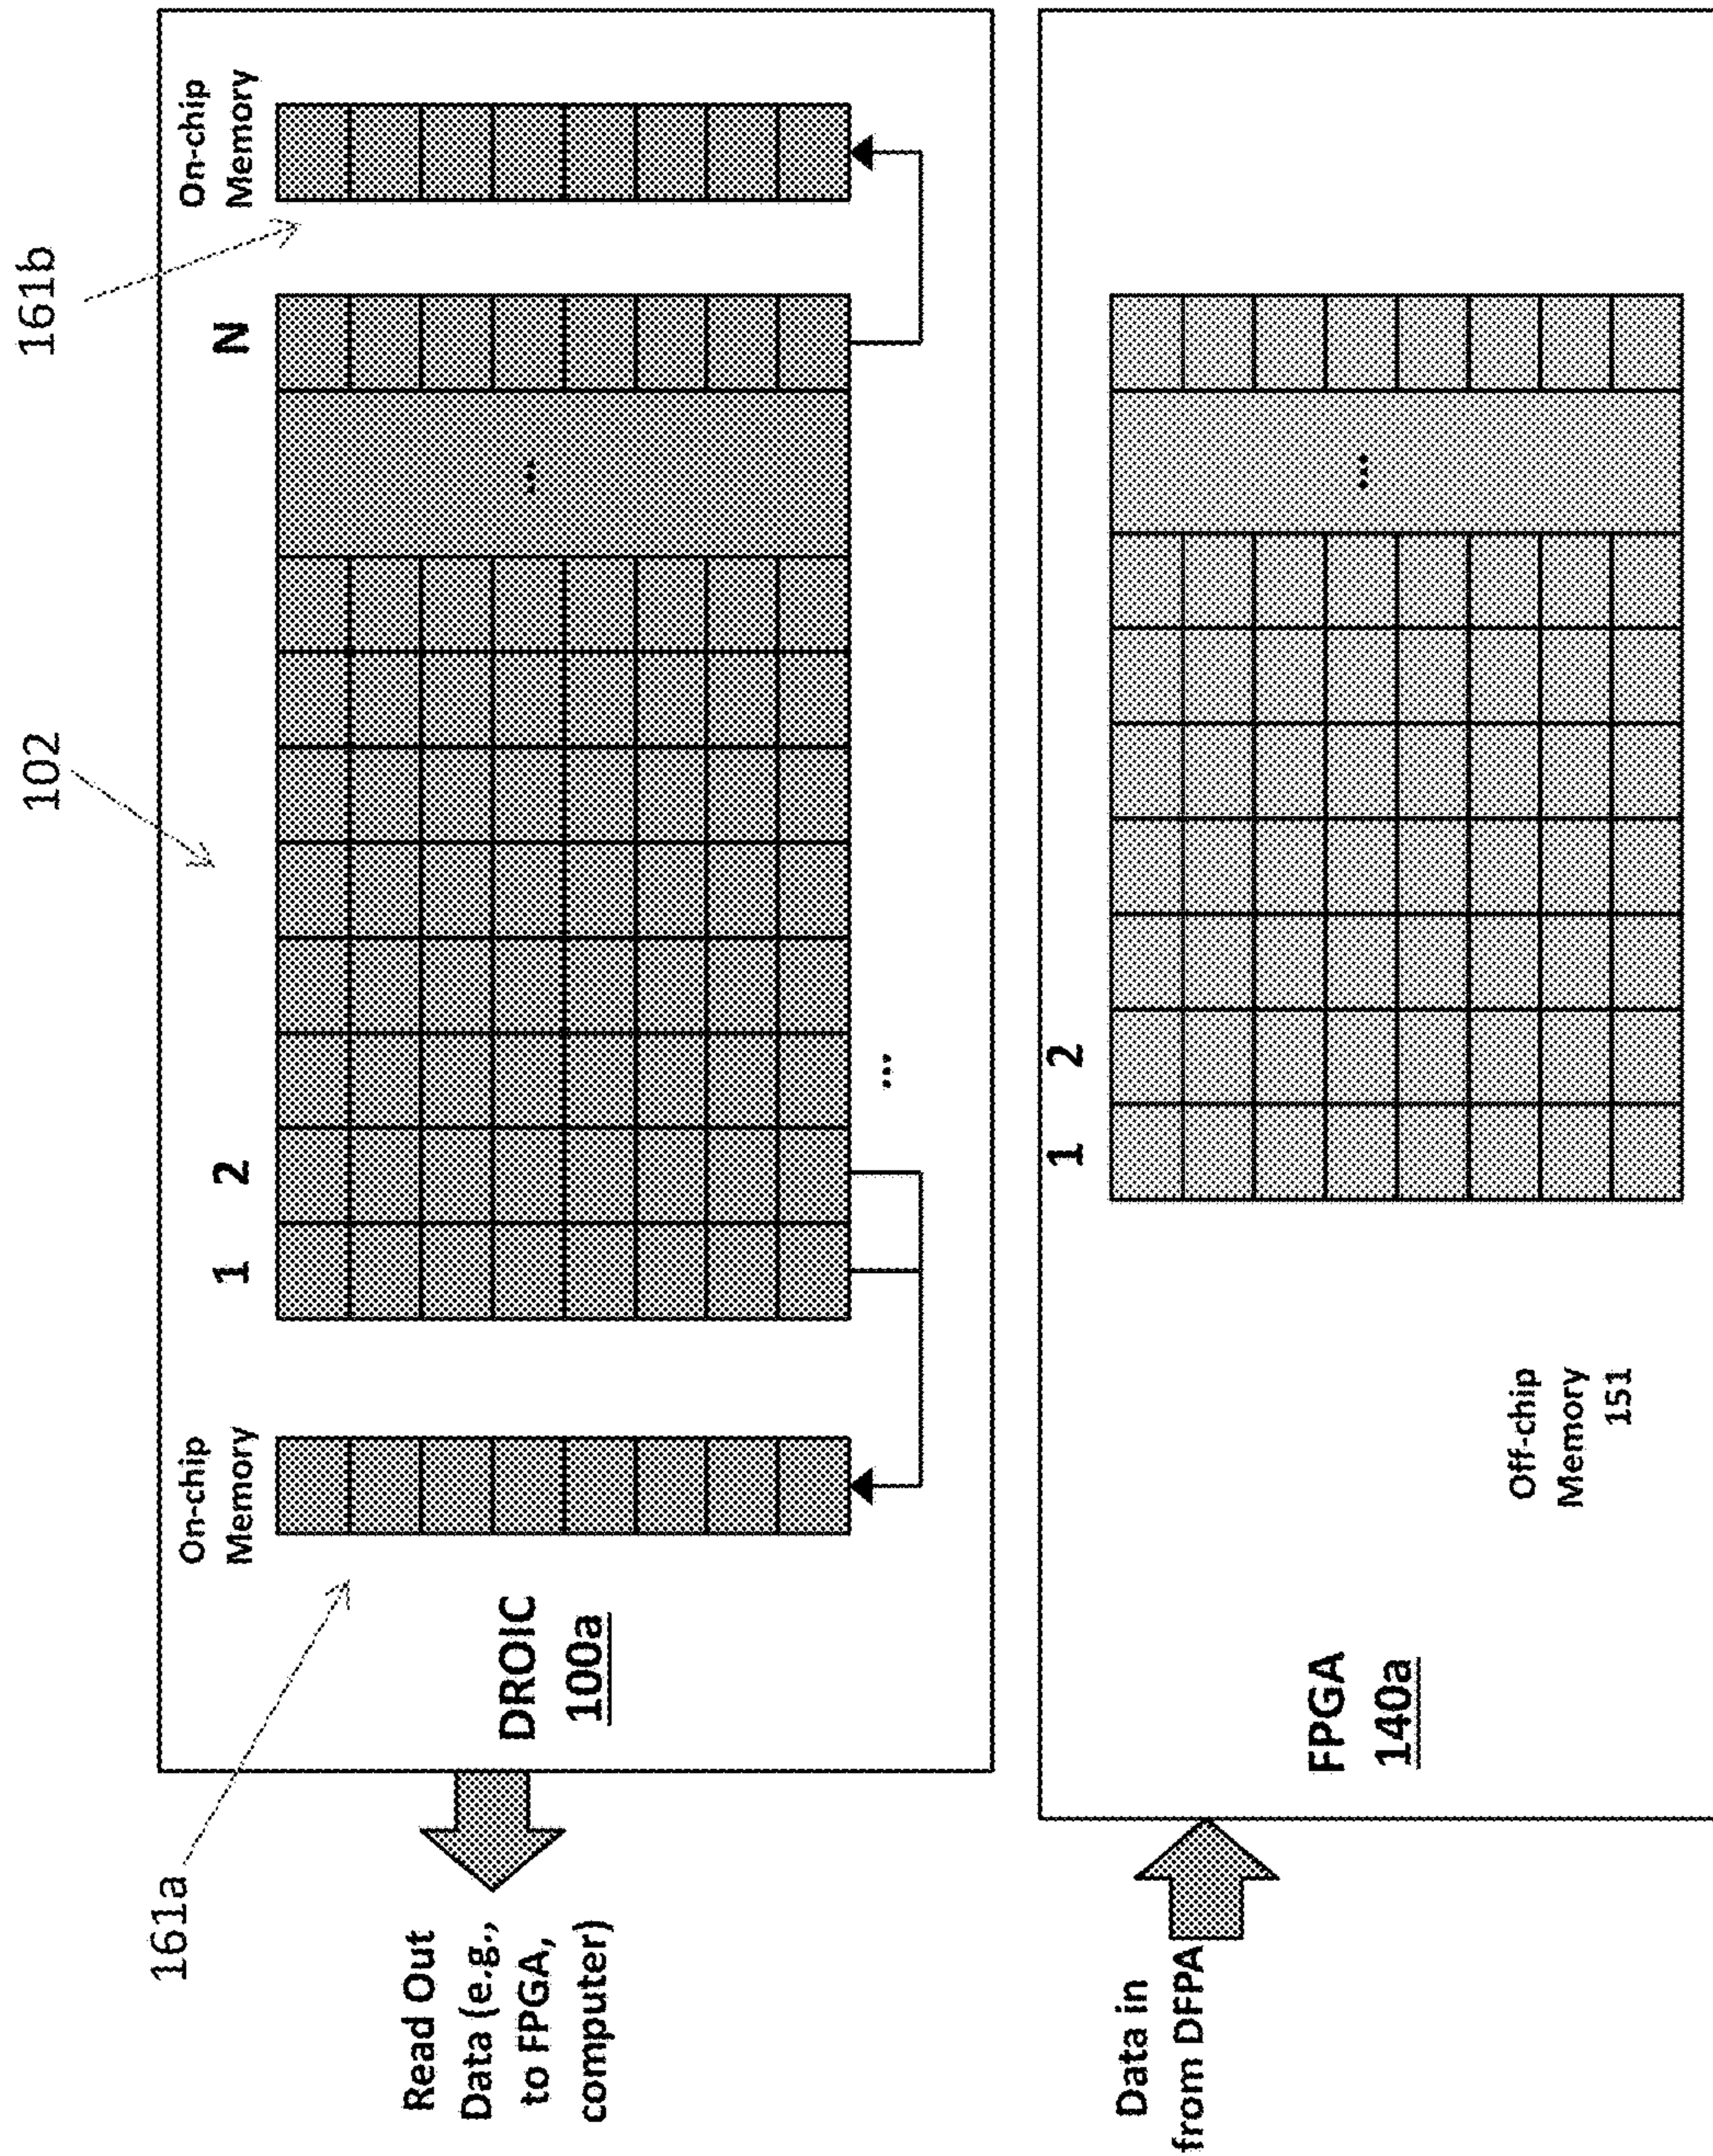 161a
102
161b
On-chip
Memory
1
2
N
On-chip
Memory
...
...
DROIC
100a
Read Out
Data (e.g.,
to FPGA,
computer)
1
2
...
FPGA
140a
Off-chip
Memory
151
Data in
from DFPA